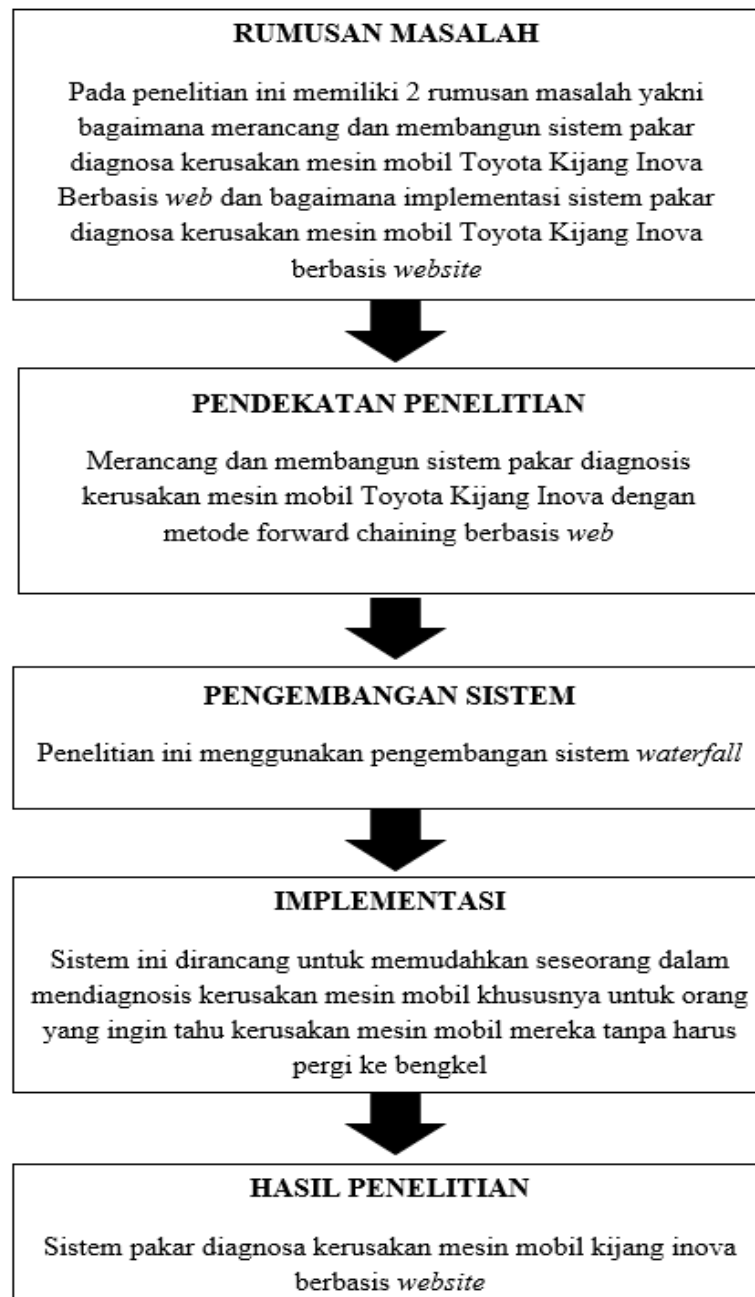 RUMUSAN MASALAH
Pada penelitian ini memiliki 2 rumusan masalah yakni
bagaimana merancang dan membangun sistem pakar
diagnosa kerusakan mesin mobil Toyota Kijang Inova
Berbasis web dan bagaimana implementasi sistem pakar
diagnosa kerusakan mesin mobil Toyota Kijang Inova
berbasis website
PENDEKATAN PENELITIAN
Merancang dan membangun sistem pakar diagnosis
kerusakan mesin mobil Toyota Kijang Inova dengan
metode forward chaining berbasis web
PENGEMBANGAN SISTEM
Penelitian ini menggunakan pengembangan sistem waterfall
IMPLEMENTASI
Sistem ini dirancang untuk memudahkan seseorang dalam
mendiagnosis kerusakan mesin mobil khususnya untuk orang
yang ingin tahu kerusakan mesin mobil mereka tanpa harus
pergi ke bengkel
HASIL PENELITIAN
Sistem pakar diagnosa kerusakan mesin mobil kijang inova
berbasis website